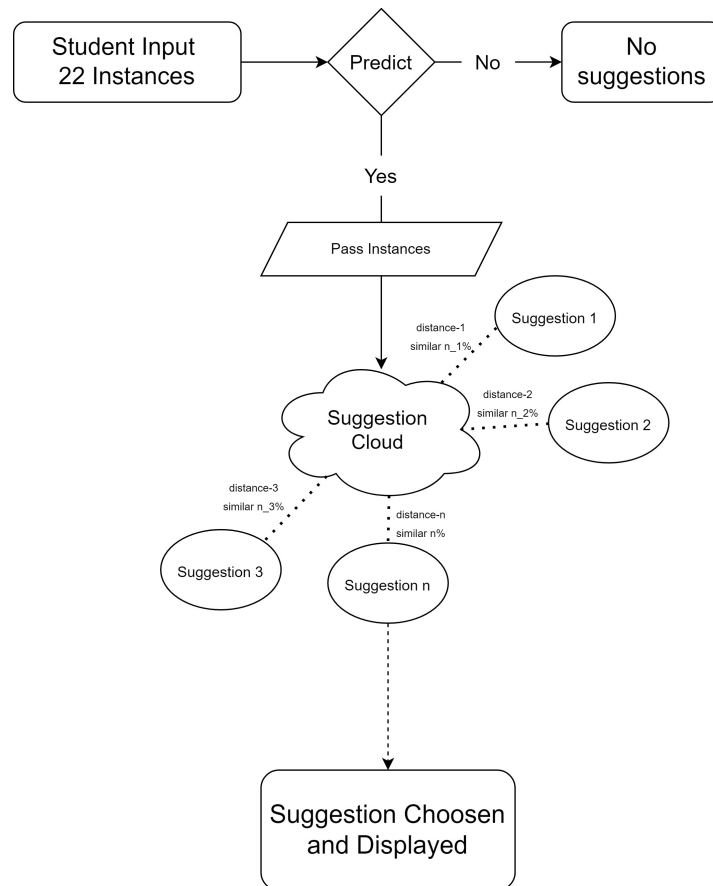 Student Input
22 Instances
Predict
No
No
suggestions
Yes
Pass Instances
Suggestion 1
distance-1
similar n_1%
distance-2
similar n_2%
Suggestion 2
Suggestion
Cloud
distance-3
similar n_3%
distance-n
similar n%
Suggestion 3
Suggestion n
Suggestion Choosen
and Displayed